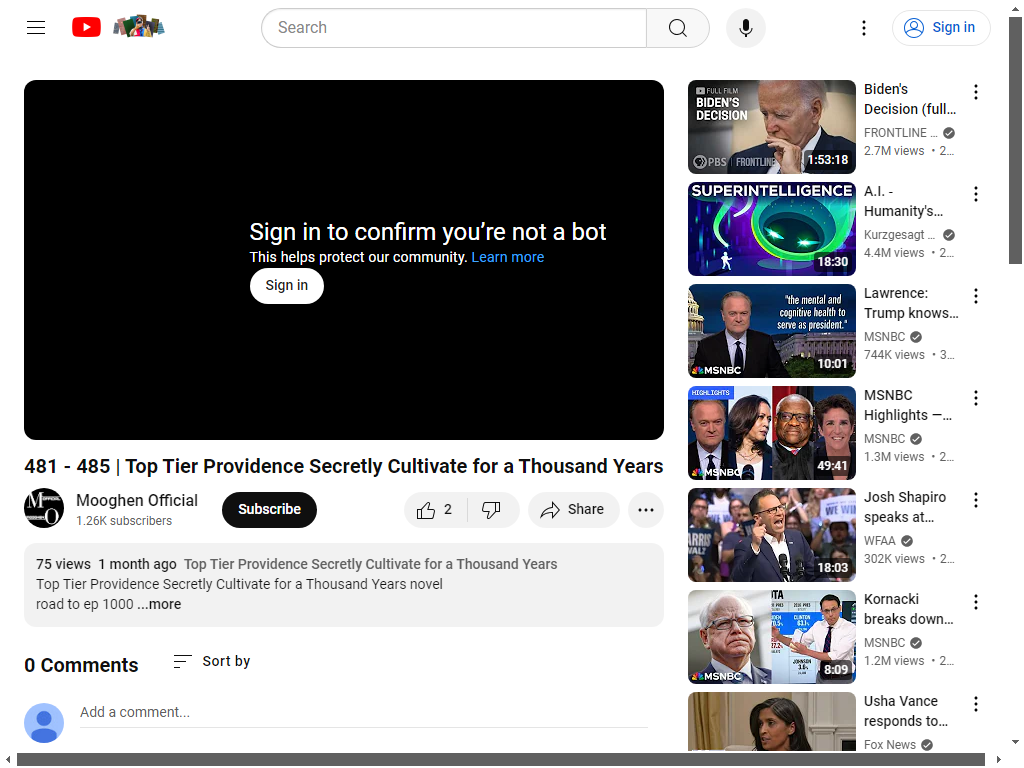 Search
Sign in
Sign in to confirm you’re not a bot
This helps protect our community. Learn more
Sign in
481 - 485 | Top Tier Providence Secretly Cultivate for a Thousand Years
Mooghen Official
1.26K subscribers
Subscribe
2
Share
75 views 1 month ago Top Tier Providence Secretly Cultivate for a Thousand Years
Top Tier Providence Secretly Cultivate for a Thousand Years novel
road to ep 1000 ...more
0 Comments
Sort by
Add a comment...
FULL FILM
BIDEN'S
DECISION
PBS FRONTLINE
1:53:18
Biden's
Decision (full...
FRONTLINE ...
2.7M views • 2...
SUPERINTELLIGENCE
18:30
A.I. -
Humanity's...
Kurzgesagt ...
4.4M views • 2...
"the mental and
cognitive health to
serve as president."
MSNBC
10:01
Lawrence:
Trump knows...
MSNBC
744K views • 3...
HIGHLIGHTS
MSNBC
49:41
MSNBC
Highlights —...
MSNBC
1.3M views • 2...
18:03
Josh Shapiro
speaks at...
WFAA
302K views • 2...
MSNBC
8:09
Kornacki
breaks down...
MSNBC
1.2M views • 2...
Usha Vance
responds to...
Fox News